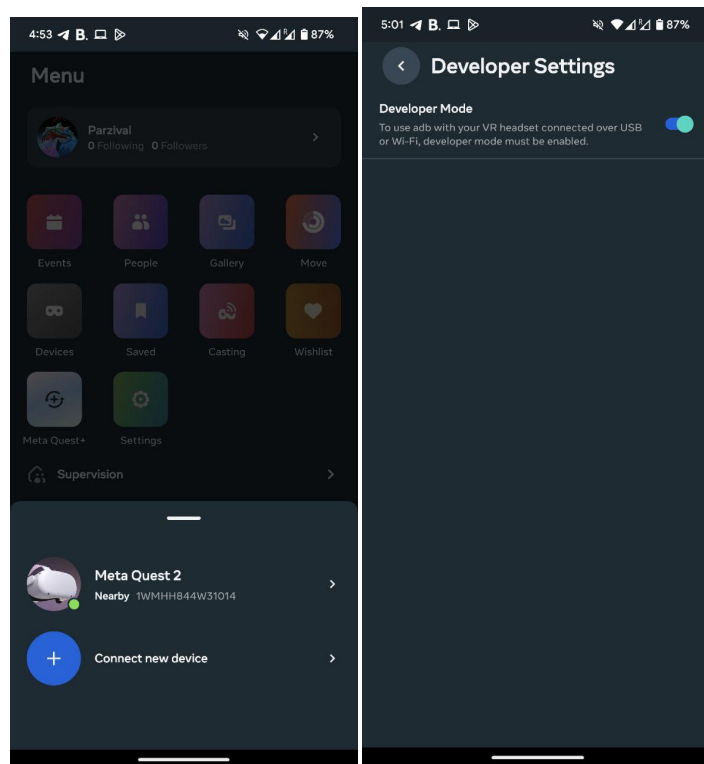 4:53 B. 87%
Menu
Parzival
0 Following 0 Followers
Events People Gallery Move
Devices Saved Casting Wishlist
Meta Quest+ Settings
Supervision
Meta Quest 2
Nearby 1WMHH844W31014
Connect new device
5:01 B. R 87%
Developer Settings
Developer Mode
To use adb with your VR headset connected over USB
or Wi-Fi, developer mode must be enabled.